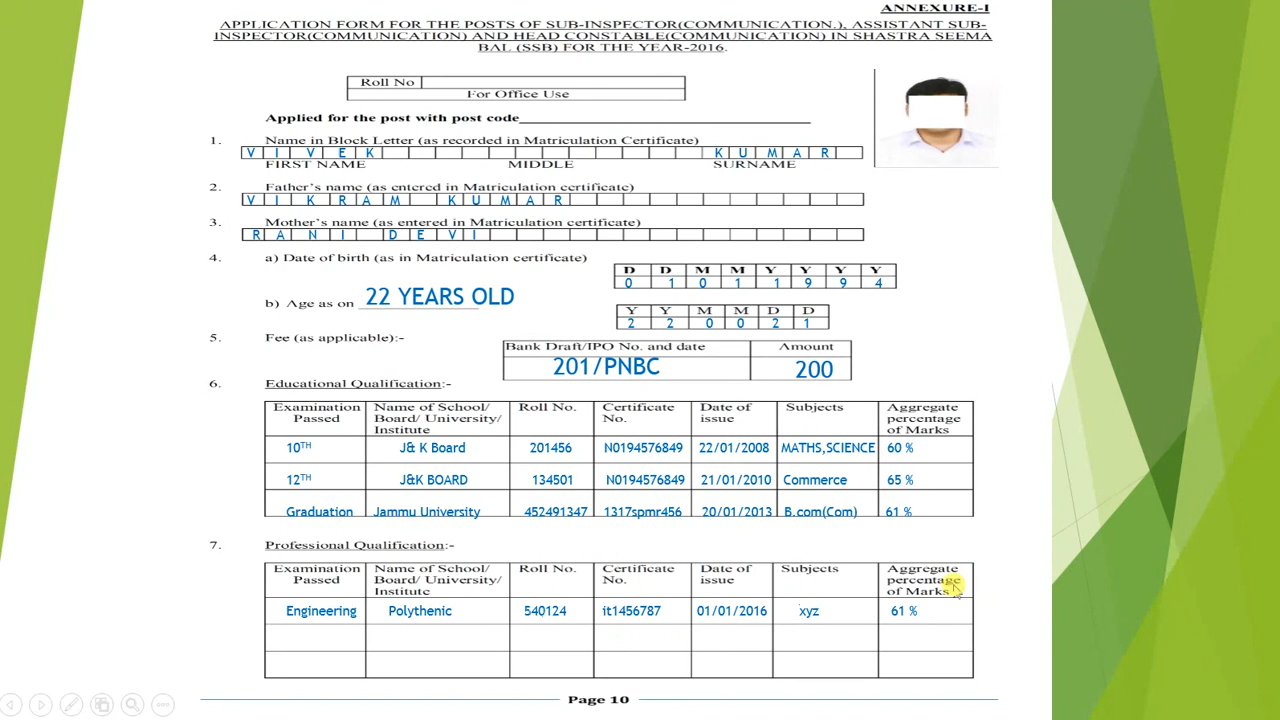 ANNEXURE-I
APPLICATION FORM FOR THE POSTS OF SUB-INSPECTOR(COMMUNICATION.), ASSISTANT SUB-
INSPECTOR(COMMUNICATION) AND HEAD CONSTABLE(COMMUNICATION) IN SHASTRA SEEMA
BAL (SSB) FOR THE YEAR-2016.
Roll No
For Office Use
Applied for the post with post code
1. Name in Block Letter (as recorded in Matriculation Certificate)
V I V E K K U M A R
FIRST NAME MIDDLE SURNAME
2. Father's name (as entered in Matriculation certificate)
V I K R A M K U M A R
3. Mother's name (as entered in Matriculation certificate)
R A N I D E V I
4. a) Date of birth (as in Matriculation certificate)
D D M M Y Y Y Y
0 1 0 1 1 9 9 4
b) Age as on 22 YEARS OLD
Y Y M M D D
2 2 0 0 2 1
5. Fee (as applicable):-
Bank Draft/IPO No. and date Amount
201/PNBC 200
6. Educational Qualification:-
Examination Name of School/ Roll No. Certificate Date of Subjects Aggregate
Passed Board/ University/ No. issue percentage
Institute of Marks
10TH J& K Board 201456 N0194576849 22/01/2008 MATHS,SCIENCE 60 %
12TH J&K BOARD 134501 N0194576849 21/01/2010 Commerce 65 %
Graduation Jammu University 452491347 1317spmr456 20/01/2013 B.com(Com) 61 %
7. Professional Qualification:-
Examination Name of School/ Roll No. Certificate Date of Subjects Aggregate
Passed Board/ University/ No. issue percentage
Institute of Marks
Engineering Polythenic 540124 it1456787 01/01/2016 xyz 61 %
Page 10